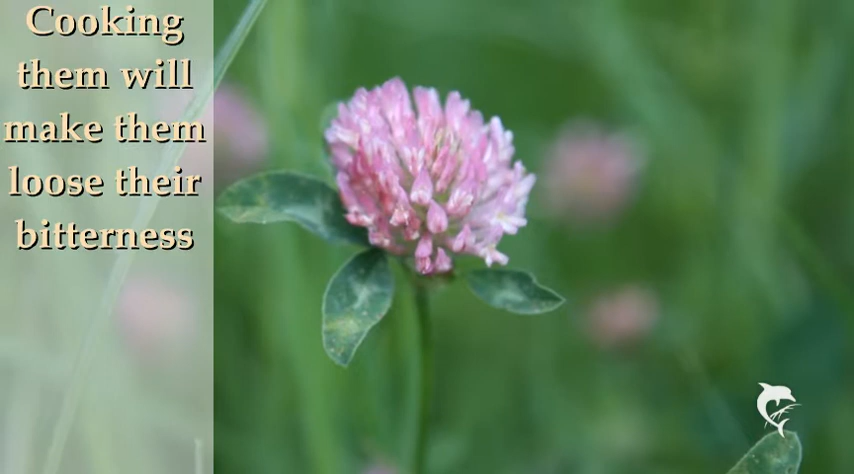 Cooking
them will
make them
loose their
bitterness